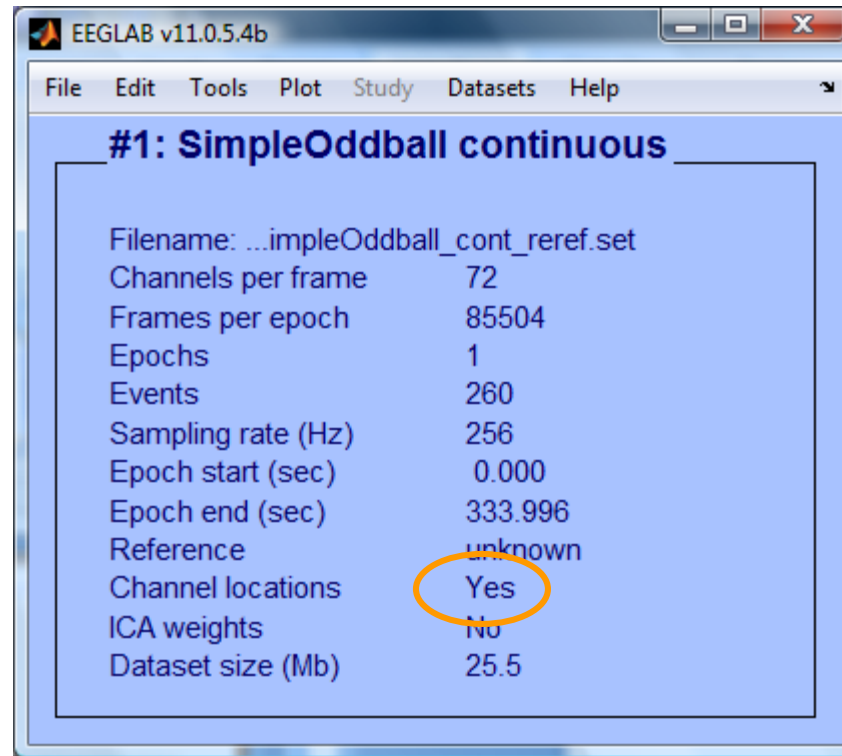 EEGLAB v11.0.5.4b
File Edit Tools Plot Study Datasets Help
#1: SimpleOddball continuous
Filename: ...impleOddball_cont_reref.set
Channels per frame 72
Frames per epoch 85504
Epochs 1
Events 260
Sampling rate (Hz) 256
Epoch start (sec) 0.000
Epoch end (sec) 333.996
Reference unknown
Channel locations Yes
ICA weights No
Dataset size (Mb) 25.5